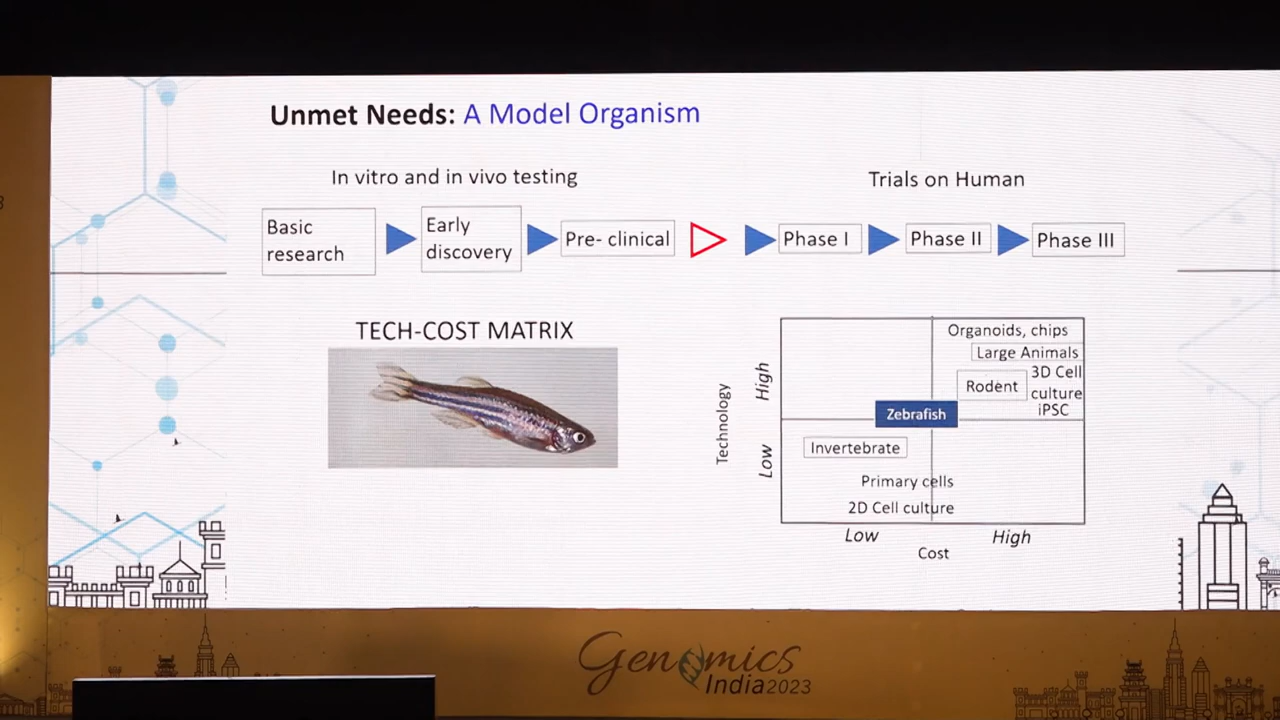 Unmet Needs: A Model Organism
In vitro and in vivo testing
Trials on Human
Basic
research
Early
discovery
Pre- clinical
Phase I
Phase II
Phase III
TECH-COST MATRIX
Technology
High
Low
Organoids, chips
Large Animals
Rodent
3D Cell
culture
iPSC
Zebrafish
Invertebrate
Primary cells
2D Cell culture
Low
High
Cost
Genomics
India2023